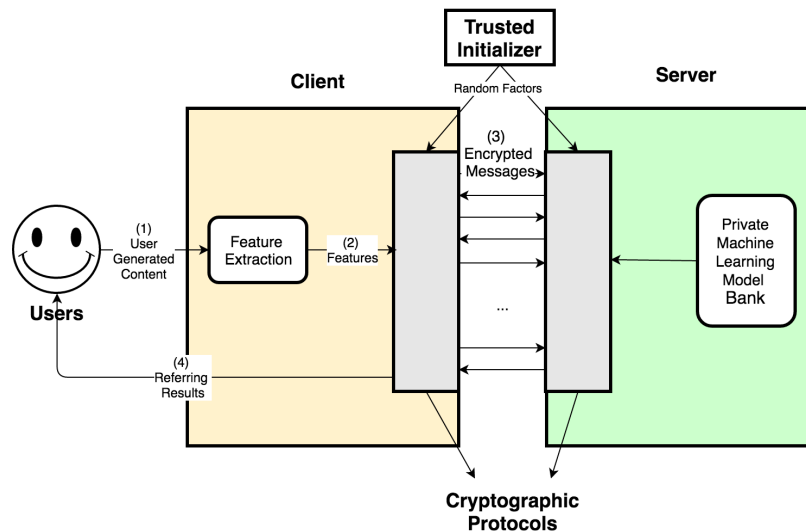 Trusted
Initializer
Client
Server
Random Factors
(3)
Encrypted
Messages
(1)
User
Generated
Content
Feature
Extraction
(2)
Features
Private
Machine
Learning
Model
Bank
Users
...
(4)
Referring
Results
Cryptographic
Protocols